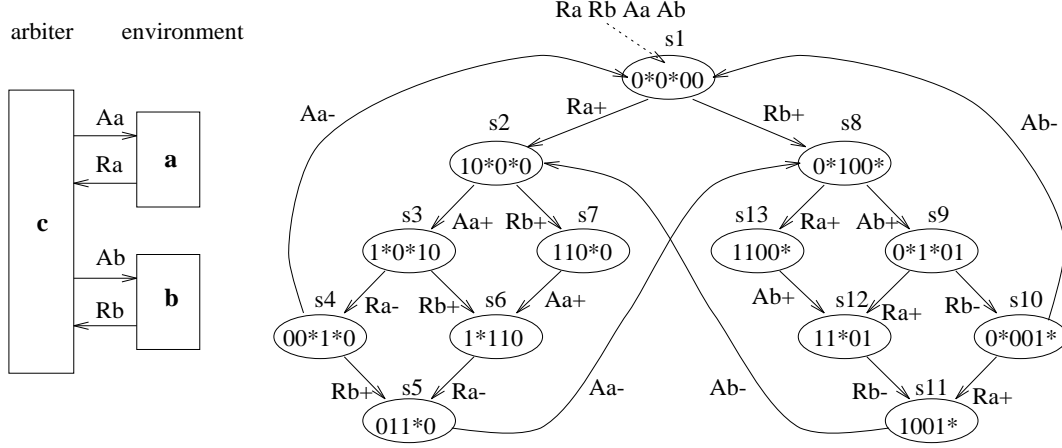 Ra Rb Aa Ab
arbiter environment
s1
0*0*00
Aa-
Ra+
Rb+
Ab-
s2
s8
10*0*0
0*100*
Aa
Ra
a
c
s3
Aa+
Rb+
s7
s13
Ra+
Ab+
s9
1*0*10
110*0
1100*
0*1*01
Ab
Rb
b
s4
Ra-
Rb+
s6
Aa+
Ab+
s12
Ra+
Rb-
s10
00*1*0
1*110
11*01
0*001*
Rb+
s5
Ra-
Aa-
Ab-
Rb-
s11
Ra+
011*0
1001*